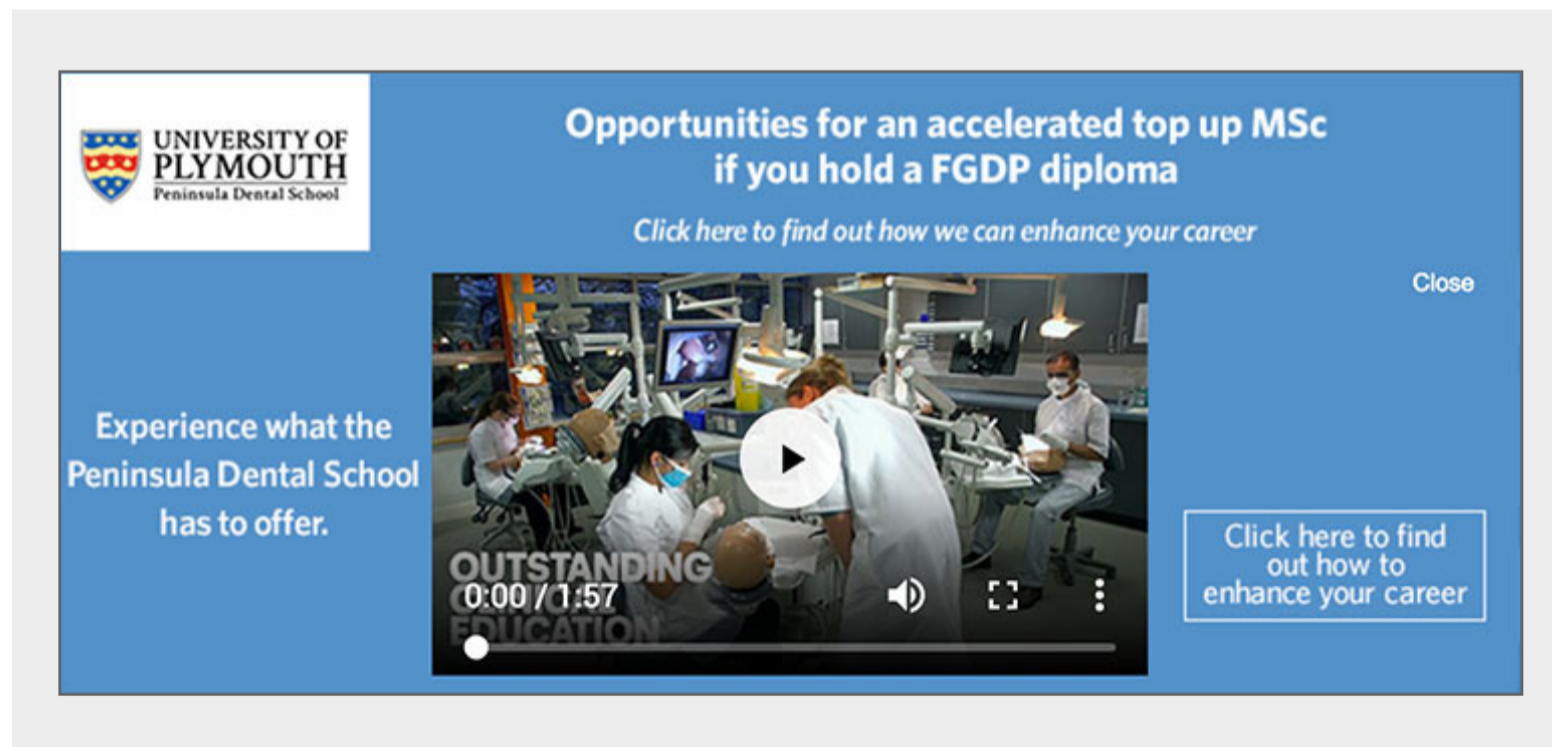 UNIVERSITY OF
PLYMOUTH
Peninsula Dental School
Opportunities for an accelerated top up MSc
if you hold a FGDP diploma
Click here to find out how we can enhance your career
Close
Experience what the
Peninsula Dental School
has to offer.
OUTSTANDING
0:00 / 1:57
EDUCATION
Click here to find
out how to
enhance your career